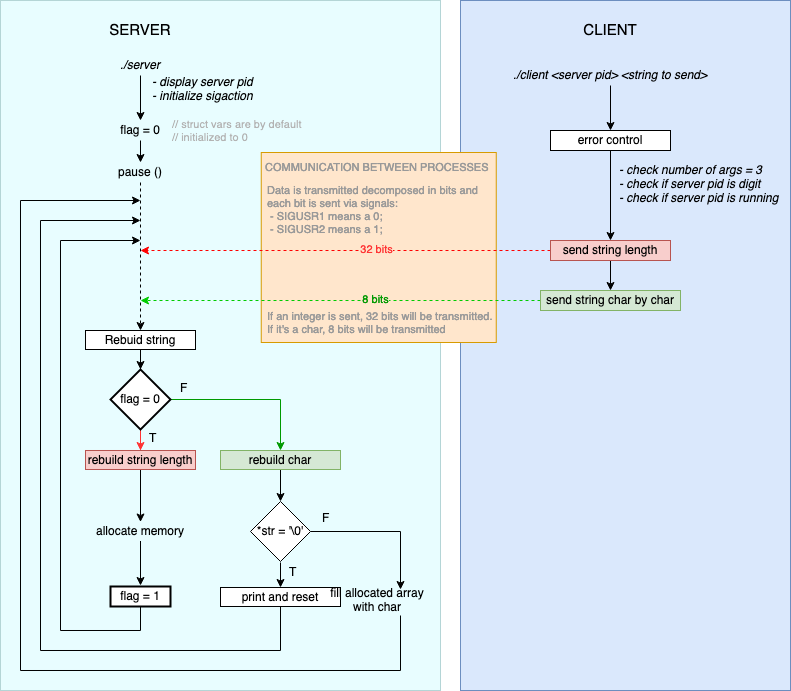 SERVER
./server
- display server pid
- initialize sigaction
flag = 0
// struct vars are by default
// initialized to 0
pause ()
COMMUNICATION BETWEEN PROCESSES
Data is transmitted decomposed in bits and
each bit is sent via signals:
- SIGUSR1 means a 0;
- SIGUSR2 means a 1;
32 bits
8 bits
If an integer is sent, 32 bits will be transmitted.
If it's a char, 8 bits will be transmitted
Rebuid string
flag = 0
F
T
rebuild string length
rebuild char
allocate memory
*str = '\0'
F
T
flag = 1
print and reset
fill allocated array
with char
CLIENT
./client <server pid> <string to send>
error control
- check number of args = 3
- check if server pid is digit
- check if server pid is running
send string length
send string char by char